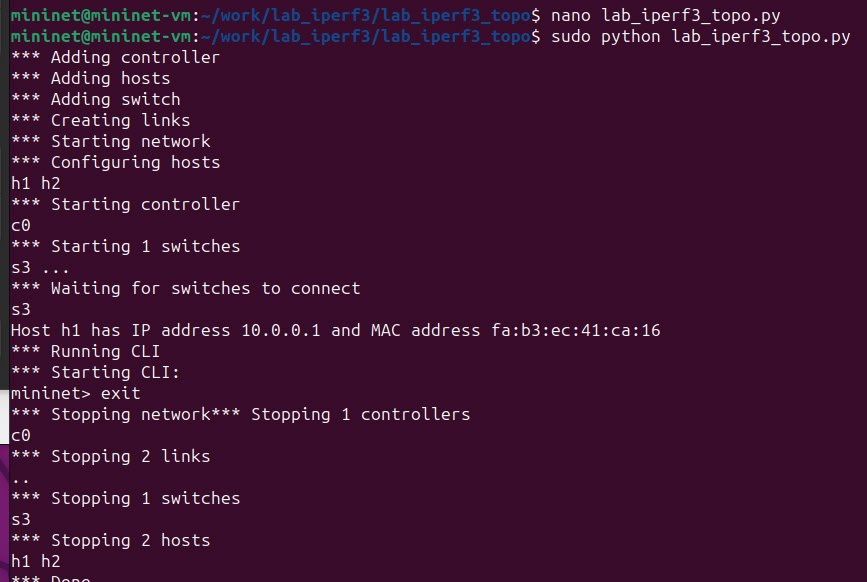 mininet@mininet-vm:~/work/lab_iperf3/lab_iperf3_topo$ nano lab_iperf3_topo.py
mininet@mininet-vm:~/work/lab_iperf3/lab_iperf3_topo$ sudo python lab_iperf3_topo.py
*** Adding controller
*** Adding hosts
*** Adding switch
*** Creating links
*** Starting network
*** Configuring hosts
h1 h2
*** Starting controller
c0
*** Starting 1 switches
s3 ...
*** Waiting for switches to connect
s3
Host h1 has IP address 10.0.0.1 and MAC address fa:b3:ec:41:ca:16
*** Running CLI
*** Starting CLI:
mininet> exit
*** Stopping network*** Stopping 1 controllers
c0
*** Stopping 2 links
..
*** Stopping 1 switches
s3
*** Stopping 2 hosts
h1 h2
*** Done